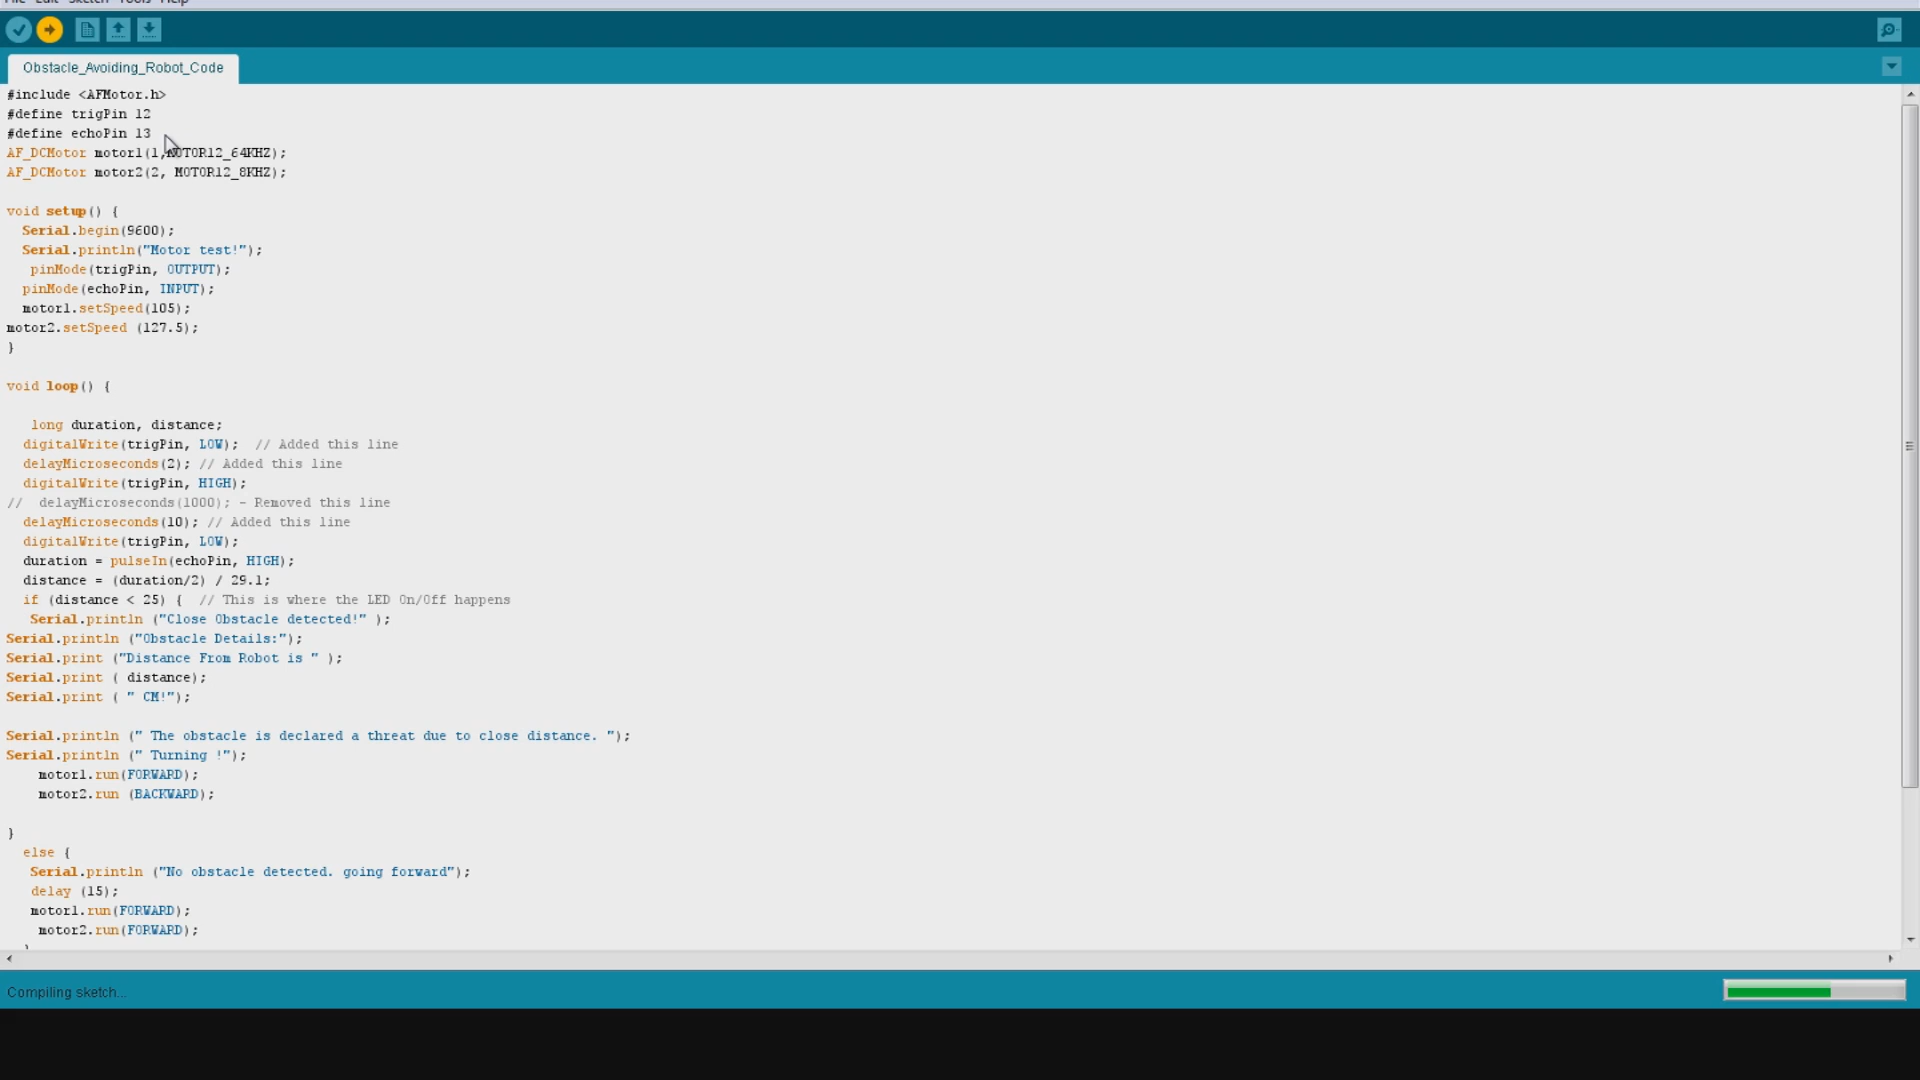 File Edit Sketch Tools Help
Obstacle_Avoiding_Robot_Code
#include <AFMotor.h>
#define trigPin 12
#define echoPin 13
AF_DCMotor motor1(1,MOTOR12_64KHZ);
AF_DCMotor motor2(2, MOTOR12_8KHZ);
void setup() {
Serial.begin(9600);
Serial.println("Motor test!");
pinMode(trigPin, OUTPUT);
pinMode(echoPin, INPUT);
motor1.setSpeed(105);
motor2.setSpeed (127.5);
}
void loop() {
long duration, distance;
digitalWrite(trigPin, LOW);  // Added this line
delayMicroseconds(2); // Added this line
digitalWrite(trigPin, HIGH);
//  delayMicroseconds(1000); - Removed this line
delayMicroseconds(10); // Added this line
digitalWrite(trigPin, LOW);
duration = pulseIn(echoPin, HIGH);
distance = (duration/2) / 29.1;
if (distance < 25) {  // This is where the LED On/Off happens
Serial.println ("Close Obstacle detected!" );
Serial.println ("Obstacle Details:");
Serial.print ("Distance From Robot is " );
Serial.print ( distance);
Serial.print ( " CM!");
Serial.println (" The obstacle is declared a threat due to close distance. ");
Serial.println (" Turning !");
motor1.run(FORWARD);
motor2.run (BACKWARD);
}
else {
Serial.println ("No obstacle detected. going forward");
delay (15);
motor1.run(FORWARD);
motor2.run(FORWARD);
}
Compiling sketch...